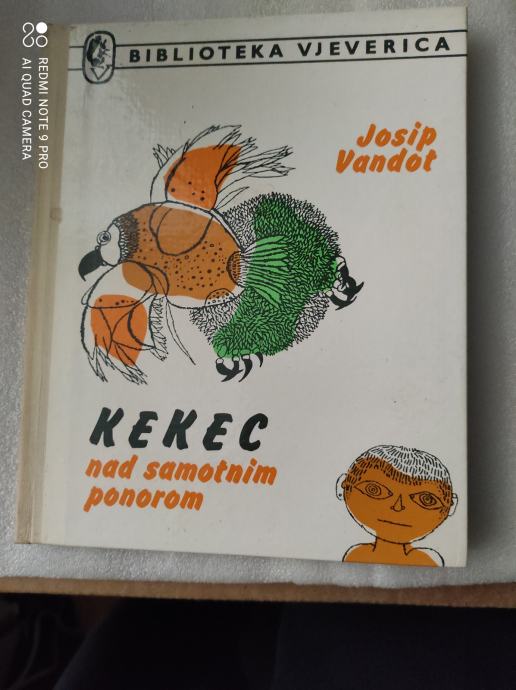 BIBLIOTEKA VJEVERICA
Josip
Vandot
KEKEC
nad samotnim
ponorom
REDMI NOTE 9 PRO
AI QUAD CAMERA